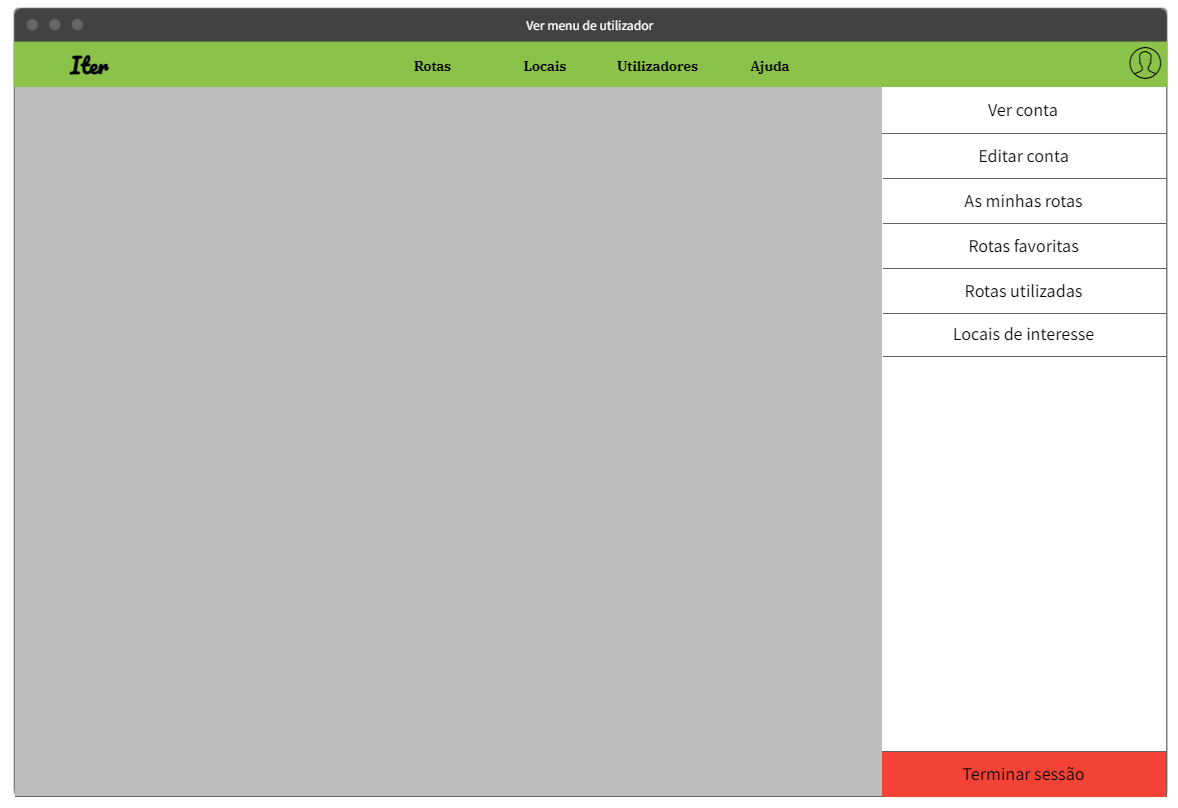 Ver menu de utilizador
Iter
Rotas
Locais
Utilizadores
Ajuda
Ver conta
Editar conta
As minhas rotas
Rotas favoritas
Rotas utilizadas
Locais de interesse
Terminar sessão